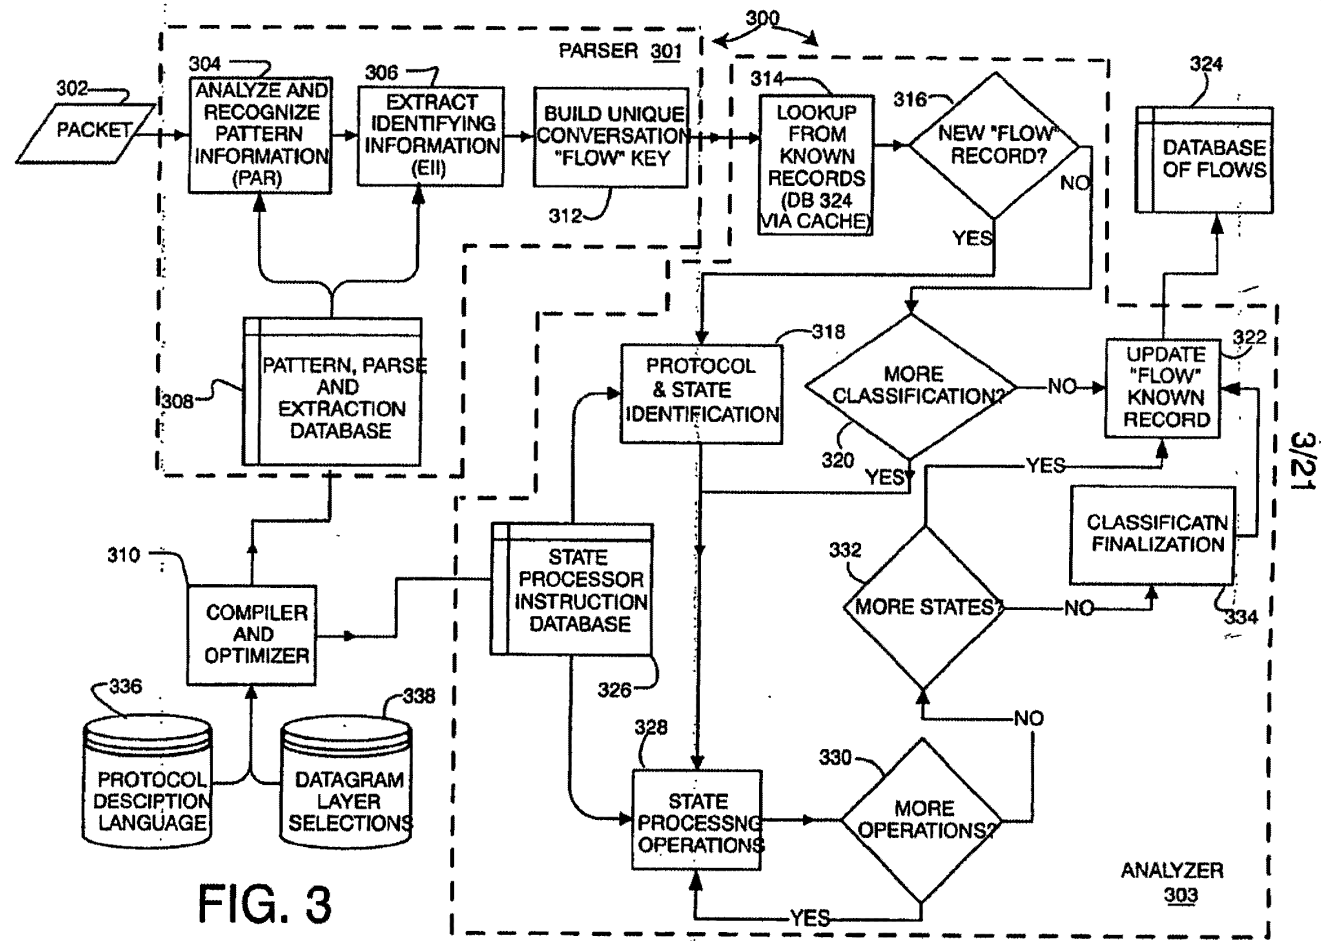 300
PARSER 301
302
PACKET
304
ANALYZE AND
RECOGNIZE
PATTERN
INFORMATION
(PAR)
306
EXTRACT
IDENTIFYING
INFORMATION
(EII)
BUILD UNIQUE
CONVERSATION
"FLOW" KEY
312
314
LOOKUP
FROM
KNOWN
RECORDS
(DB 324
VIA CACHE)
316
NEW "FLOW"
RECORD?
NO
YES
324
DATABASE
OF FLOWS
308
PATTERN, PARSE
AND
EXTRACTION
DATABASE
318
PROTOCOL
& STATE
IDENTIFICATION
MORE
CLASSIFICATION?
320
NO
YES
322
UPDATE
"FLOW"
KNOWN
RECORD
YES
3/21
CLASSIFICATN
FINALIZATION
334
332
MORE STATES?
NO
310
COMPILER
AND
OPTIMIZER
STATE
PROCESSOR
INSTRUCTION
DATABASE
326
336
PROTOCOL
DESCIPTION
LANGUAGE
338
DATAGRAM
LAYER
SELECTIONS
328
STATE
PROCESSNG
OPERATIONS
330
MORE
OPERATIONS?
NO
YES
ANALYZER
303
FIG. 3